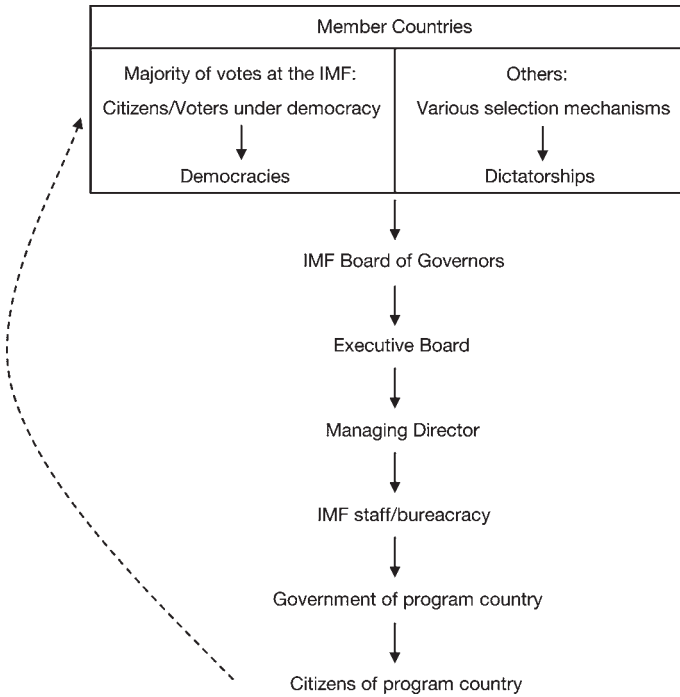 Member Countries
Majority of votes at the IMF:
Citizens/Voters under democracy
Democracies
Others:
Various selection mechanisms
Dictatorships
IMF Board of Governors
Executive Board
Managing Director
IMF staff/bureacracy
Government of program country
Citizens of program country